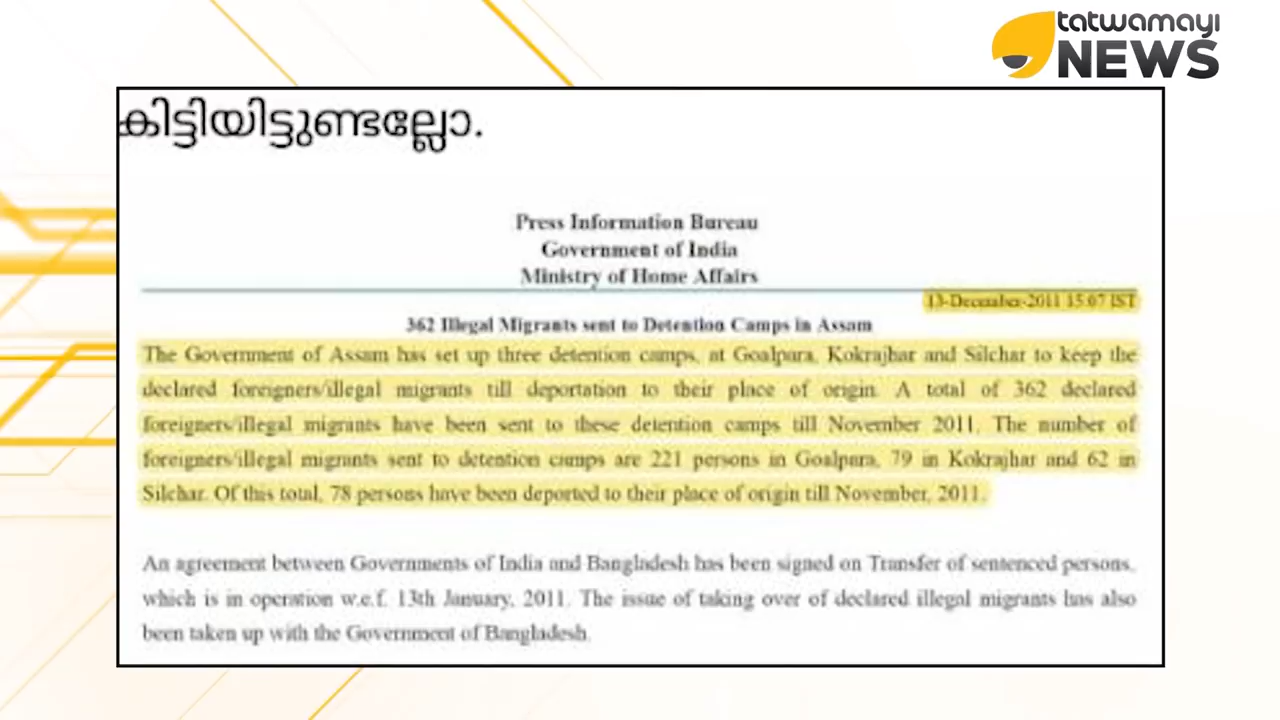 tatwamayi
NEWS
കിട്ടിയിട്ടുണ്ടല്ലോ.
Press Information Bureau
Government of India
Ministry of Home Affairs
13-December-2011 15:07 IST
362 Illegal Migrants sent to Detention Camps in Assam
The Government of Assam has set up three detention camps, at Goalpara, Kokrajhar and Silchar to keep the
declared foreigners/illegal migrants till deportation to their place of origin. A total of 362 declared
foreigners/illegal migrants have been sent to these detention camps till November 2011. The number of
foreigners/illegal migrants sent to detention camps are 221 persons in Goalpara, 79 in Kokrajhar and 62 in
Silchar. Of this total, 78 persons have been deported to their place of origin till November, 2011.
An agreement between Governments of India and Bangladesh has been signed on Transfer of sentenced persons,
which is in operation w.e.f. 13th January, 2011. The issue of taking over of declared illegal migrants has also
been taken up with the Government of Bangladesh.